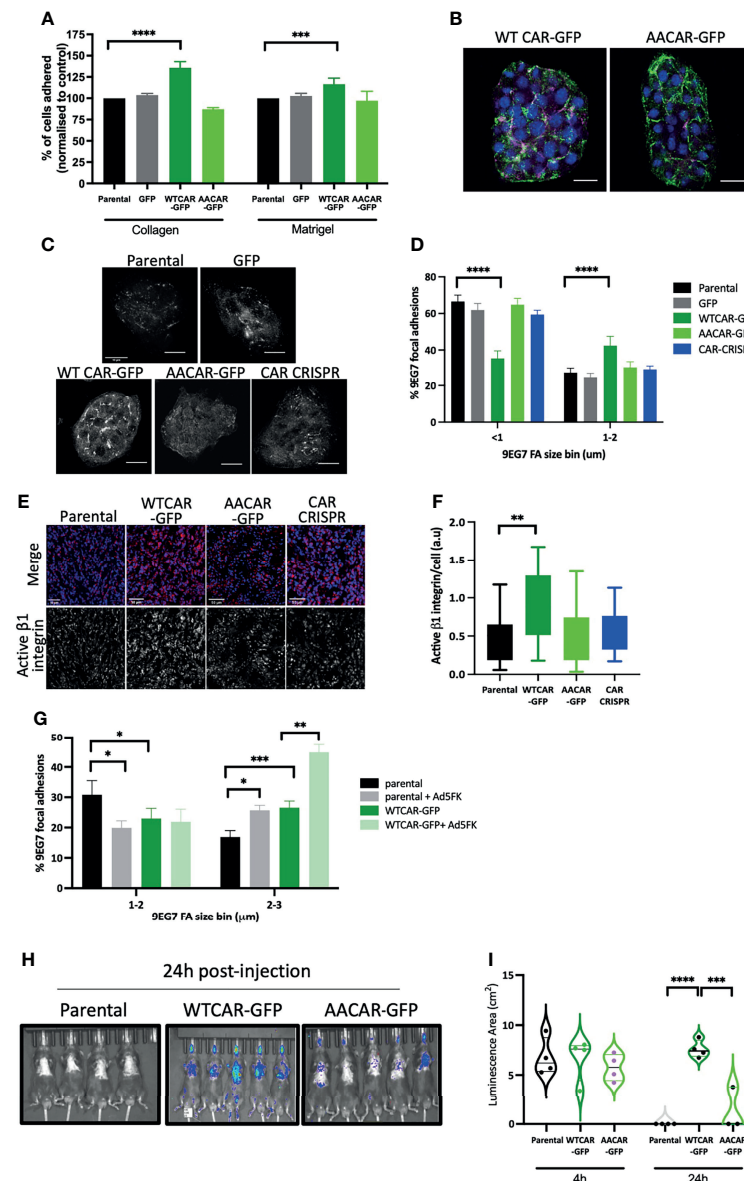 A
% of cells adhered
(normalised to control)
175
150
125
100
75
50
25
0
****
***
Parental GFP WTCAR -GFP AACAR -GFP
Parental GFP WTCAR -GFP AACAR -GFP
Collagen Matrigel
B
WT CAR-GFP AACAR-GFP
C
Parental GFP
WT CAR-GFP AACAR-GFP CAR CRISPR
D
% 9EG7 focal adhesions
80
60
40
20
0
**** ****
<1 1-2
9EG7 FA size bin (um)
Parental
GFP
WTCAR-G
AACAR-G
CAR-CRIS
E
Parental WTCAR -GFP AACAR -GFP CAR CRISPR
Merge
Active β1
integrin
F
Active β1 integrin/cell (a.u)
2.0
1.5
1.0
0.5
0.0
**
Parental WTCAR -GFP AACAR -GFP CAR CRISPR
G
% 9EG7 focal adhesions
50
40
30
20
10
0
* * *** * **
1-2 2-3
9EG7 FA size bin (μm)
parental
parental + Ad5FK
WTCAR-GFP
WTCAR-GFP+ Ad5FK
H
24h post-injection
Parental WTCAR-GFP AACAR-GFP
I
Luminescence Area (cm²)
15
10
5
0
**** ***
Parental WTCAR -GFP AACAR -GFP
Parental WTCAR -GFP AACAR -GFP
4h 24h